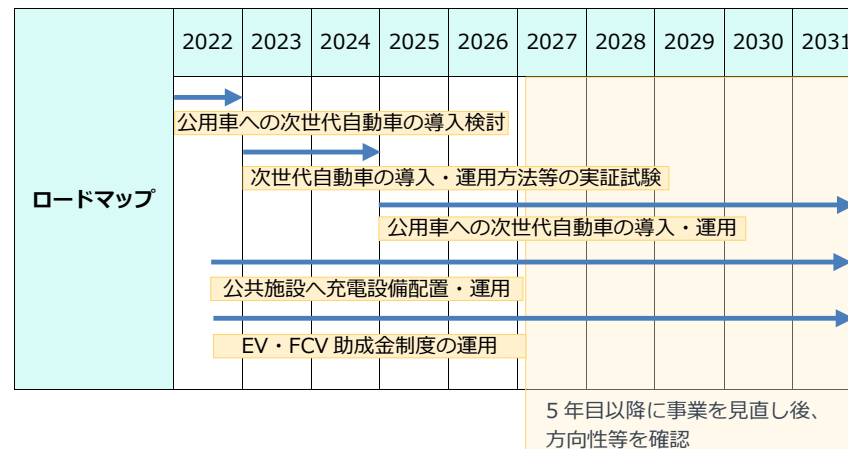 2022 2023 2024 2025 2026 2027 2028 2029 2030 2031
公用車への次世代自動車の導入検討
次世代自動車の導入・運用方法等の実証試験
ロードマップ
公用車への次世代自動車の導入・運用
公共施設へ充電設備配置・運用
EV・FCV 助成金制度の運用
5 年目以降に事業を見直し後、
方向性等を確認